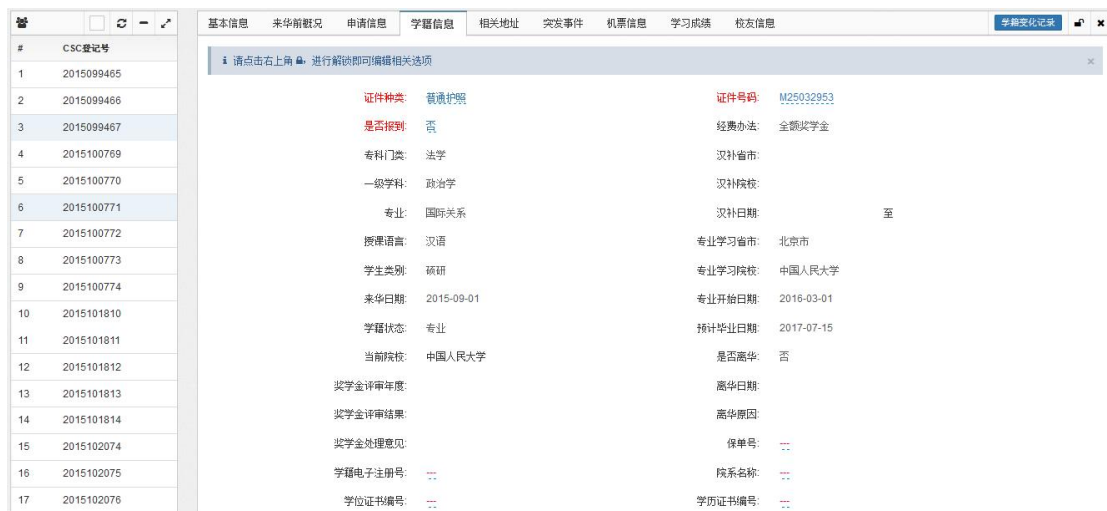 基本信息 来华前概况 申请信息 学籍信息 相关地址 突发事件 机票信息 学习成绩 校友信息 学籍变化记录
# CSC登记号
1 2015099465
2 2015099466
3 2015099467
4 2015100769
5 2015100770
6 2015100771
7 2015100772
8 2015100773
9 2015100774
10 2015101810
11 2015101811
12 2015101812
13 2015101813
14 2015101814
15 2015102074
16 2015102075
17 2015102076
请点击右上角，进行解锁即可编辑相关选项
证件种类: 普通护照 证件号码: M25032953
是否报到: 否 经费办法: 全额奖学金
专科门类: 法学 汉补省市:
一级学科: 政治学 汉补院校:
专业: 国际关系 汉补日期: 至
授课语言: 汉语 专业学习省市: 北京市
学生类别: 硕研 专业学习院校: 中国人民大学
来华日期: 2015-09-01 专业开始日期: 2016-03-01
学籍状态: 专业 预计毕业日期: 2017-07-15
当前院校: 中国人民大学 是否离华: 否
奖学金评审年度: 离华日期:
奖学金评审结果: 离华原因:
奖学金处理意见: 保单号: ---
学籍电子注册号: --- 院系名称: ---
学位证书编号: --- 学历证书编号: ---